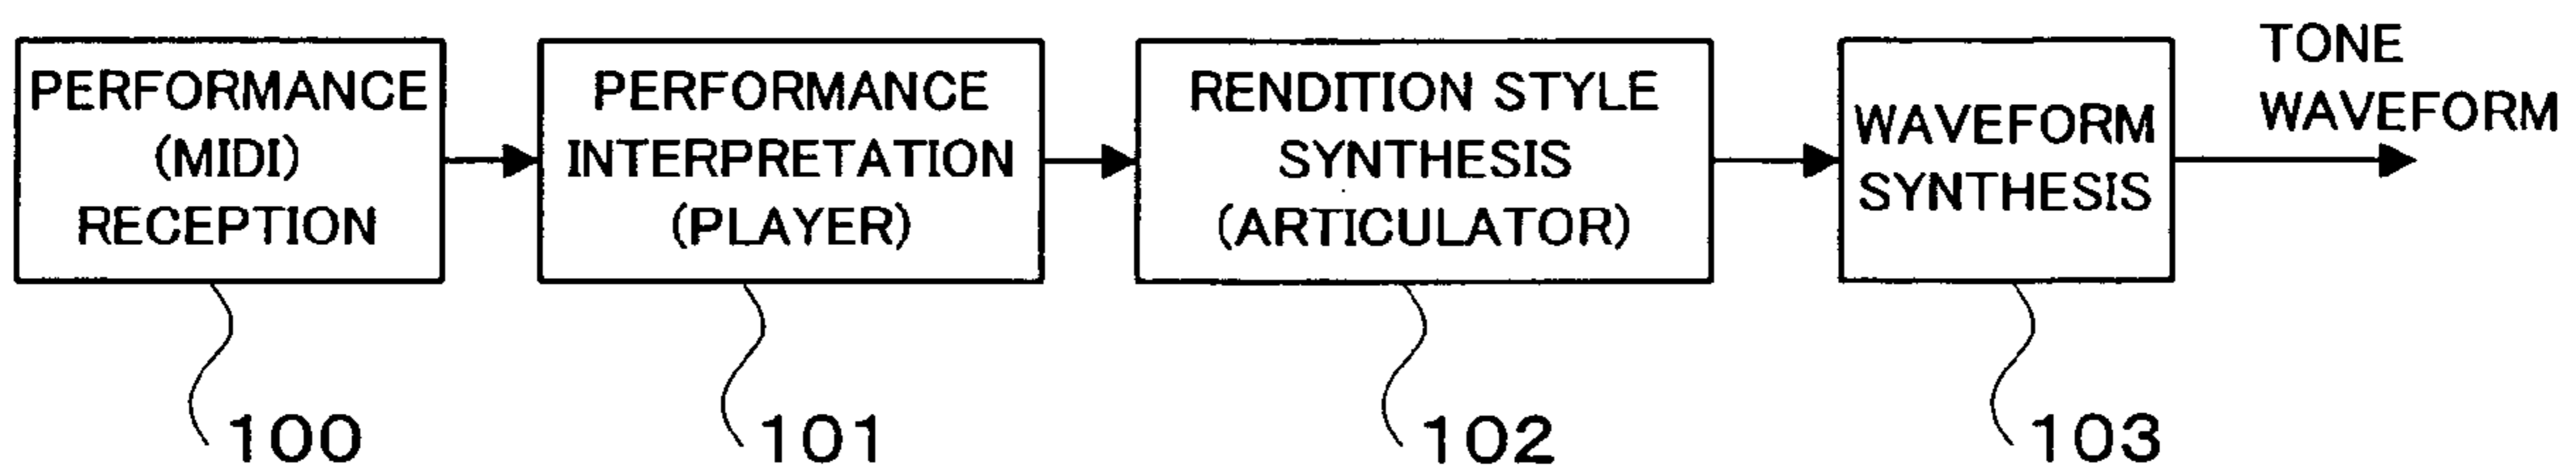 PERFORMANCE
(MIDI)
RECEPTION
PERFORMANCE
INTERPRETATION
(PLAYER)
RENDITION STYLE
SYNTHESIS
(ARTICULATOR)
WAVEFORM
SYNTHESIS
TONE
WAVEFORM
100
101
102
103